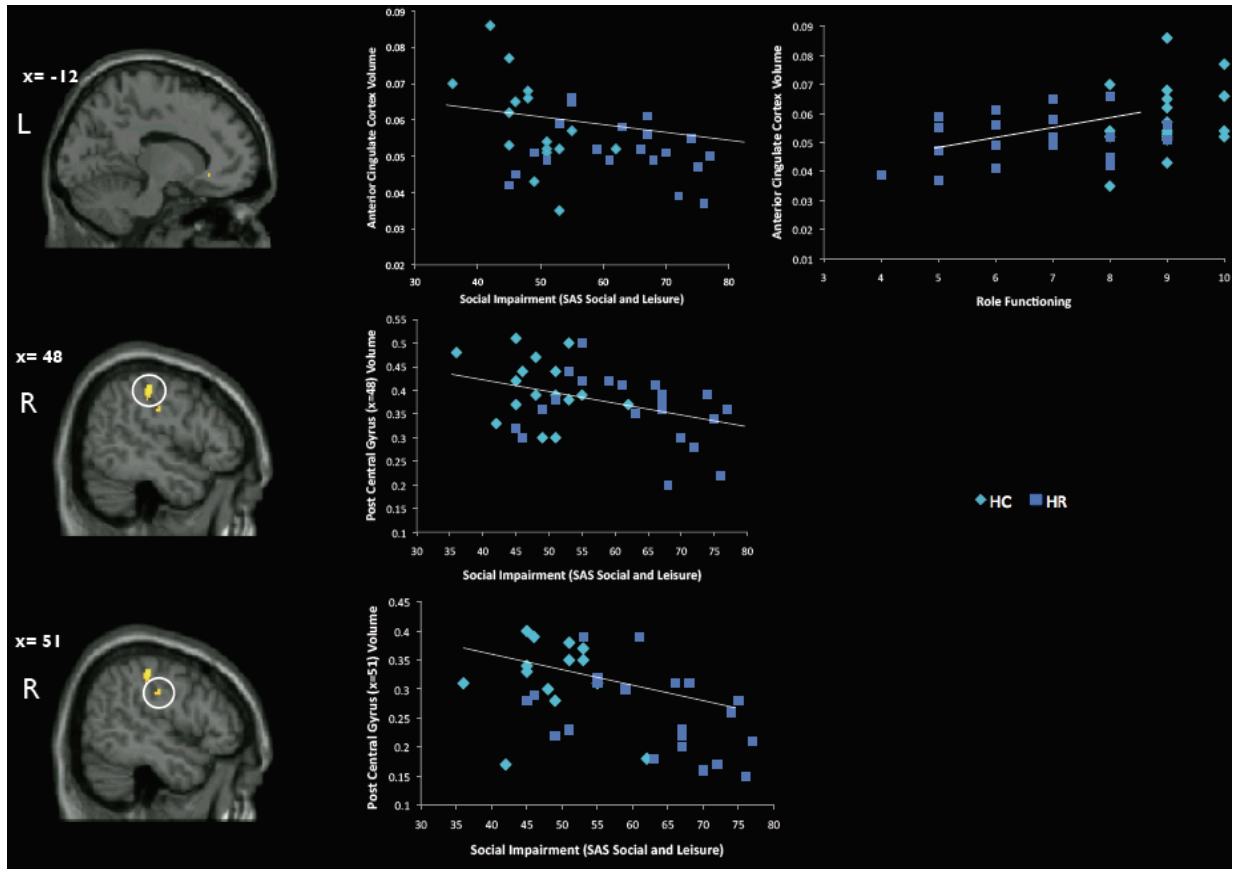 x= -12
L
Anterior Cingulate Cortex Volume
0.09
0.08
0.07
0.06
0.05
0.04
0.03
0.02
30 40 50 60 70 80
Social Impairment (SAS Social and Leisure)
Anterior Cingulate Cortex Volume
0.09
0.08
0.07
0.06
0.05
0.04
0.03
0.02
0.01
3 4 5 6 7 8 9 10
Role Functioning
x= 48
R
Post Central Gyrus (x=48) Volume
0.55
0.5
0.45
0.4
0.35
0.3
0.25
0.2
0.15
0.1
30 35 40 45 50 55 60 65 70 75 80
Social Impairment (SAS Social and Leisure)
HC HR
x= 51
R
Post Central Gyrus (x=51) Volume
0.45
0.4
0.35
0.3
0.25
0.2
0.15
0.1
30 35 40 45 50 55 60 65 70 75 80
Social Impairment (SAS Social and Leisure)